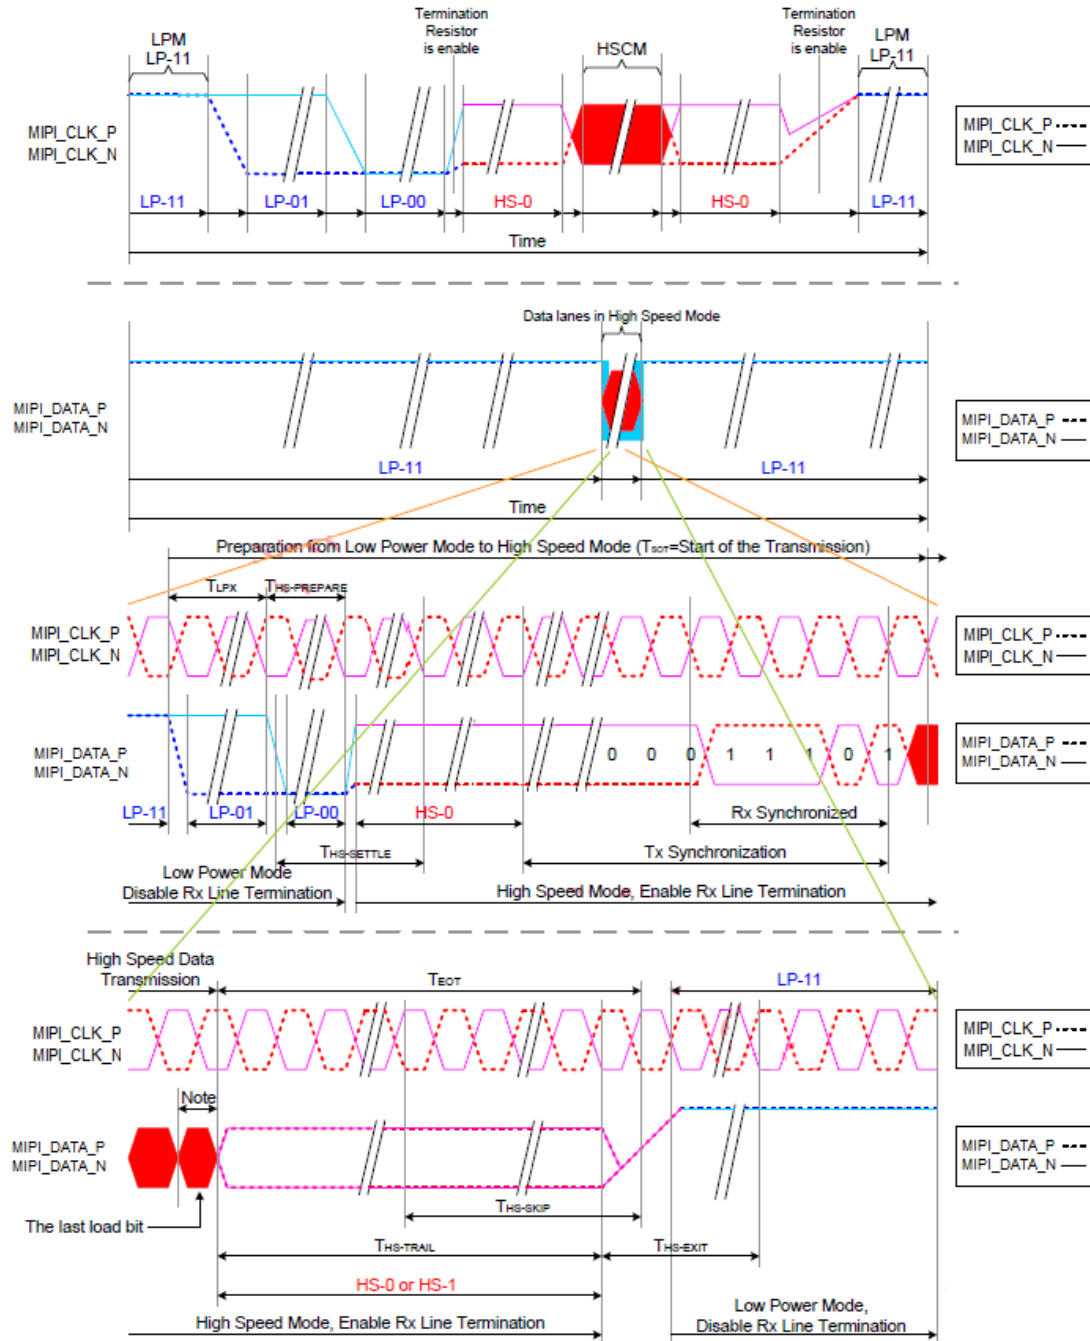 Termination
Resistor
is enable
Termination
Resistor
is enable
LPM
LP-11
HSCM
LPM
LP-11
MIPI_CLK_P
MIPI_CLK_N
MIPI_CLK_P
MIPI_CLK_N
LP-11
LP-01
LP-00
HS-0
HS-0
LP-11
Time
Data lanes in High Speed Mode
MIPI_DATA_P
MIPI_DATA_N
MIPI_DATA_P
MIPI_DATA_N
LP-11
LP-11
Time
Preparation from Low Power Mode to High Speed Mode (TSOT=Start of the Transmission)
TLPX
THS-PREPARE
MIPI_CLK_P
MIPI_CLK_N
MIPI_CLK_P
MIPI_CLK_N
MIPI_DATA_P
MIPI_DATA_N
0 0 0 1 1 1 0 1
MIPI_DATA_P
MIPI_DATA_N
LP-11
LP-01
LP-00
HS-0
Rx Synchronized
THS-SETTLE
Tx Synchronization
Low Power Mode
Disable Rx Line Termination
High Speed Mode, Enable Rx Line Termination
High Speed Data
Transmission
TEOT
LP-11
MIPI_CLK_P
MIPI_CLK_N
MIPI_CLK_P
MIPI_CLK_N
Note
MIPI_DATA_P
MIPI_DATA_N
MIPI_DATA_P
MIPI_DATA_N
The last load bit
THS-SKIP
THS-TRAIL
THS-EXIT
HS-0 or HS-1
High Speed Mode, Enable Rx Line Termination
Low Power Mode,
Disable Rx Line Termination